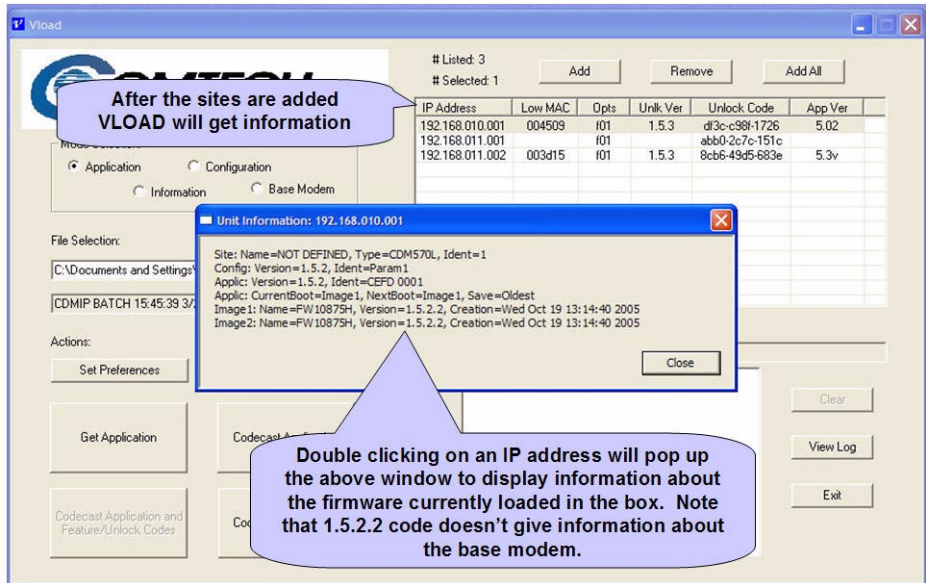 Vload
# Listed: 3
# Selected: 1
Add
Remove
Add All
After the sites are added
VLOAD will get information
IP Address Low MAC Opts Unlk Ver Unlock Code App Ver
192.168.010.001 004509 f01 1.5.3 df3c-c98f-1726 5.02
192.168.011.001 f01 abb0-2c7c-151c
192.168.011.002 003d15 f01 1.5.3 8cb6-49d5-683e 5.3v
Application
Configuration
Information
Base Modem
Unit Information: 192.168.010.001
Site: Name=NOT DEFINED, Type=CDM570L, Ident=1
Config: Version=1.5.2, Ident=Param1
Applic: Version=1.5.2, Ident=CEFD 0001
Applic: CurrentBoot=Image1, NextBoot=Image1, Save=Oldest
Image1: Name=FW10875H, Version=1.5.2.2, Creation=Wed Oct 19 13:14:40 2005
Image2: Name=FW10875H, Version=1.5.2.2, Creation=Wed Oct 19 13:14:40 2005
Close
File Selection:
C:\Documents and Settings\
CDMIP BATCH 15:45:39 3/
Actions:
Set Preferences
Get Application
Codecast Application and
Feature/Unlock Codes
Double clicking on an IP address will pop up
the above window to display information about
the firmware currently loaded in the box. Note
that 1.5.2.2 code doesn't give information about
the base modem.
Clear
View Log
Exit